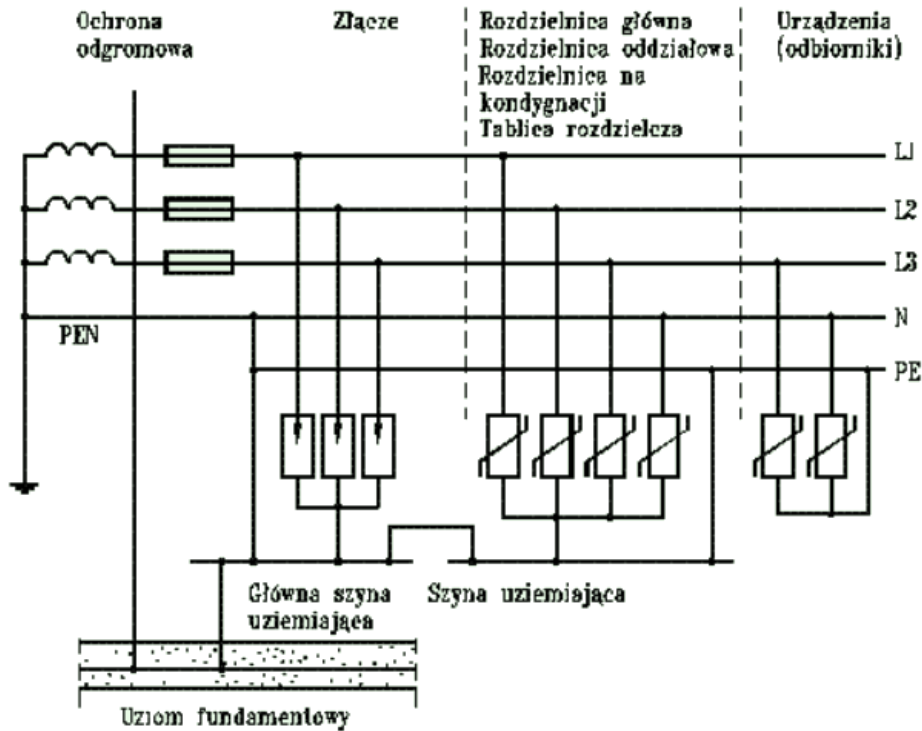 Ochrona
odgromowa
Złącze
Rozdzielnica główna
Rozdzielnica oddziałowa
Rozdzielnica na
kondygnacji
Tablica rozdzielcza
Urządzenia
(odbiorniki)
L1
L2
L3
N
PEN
PE
Główna szyna
uziemiająca
Szyna uziemiająca
Uziom fundamentowy